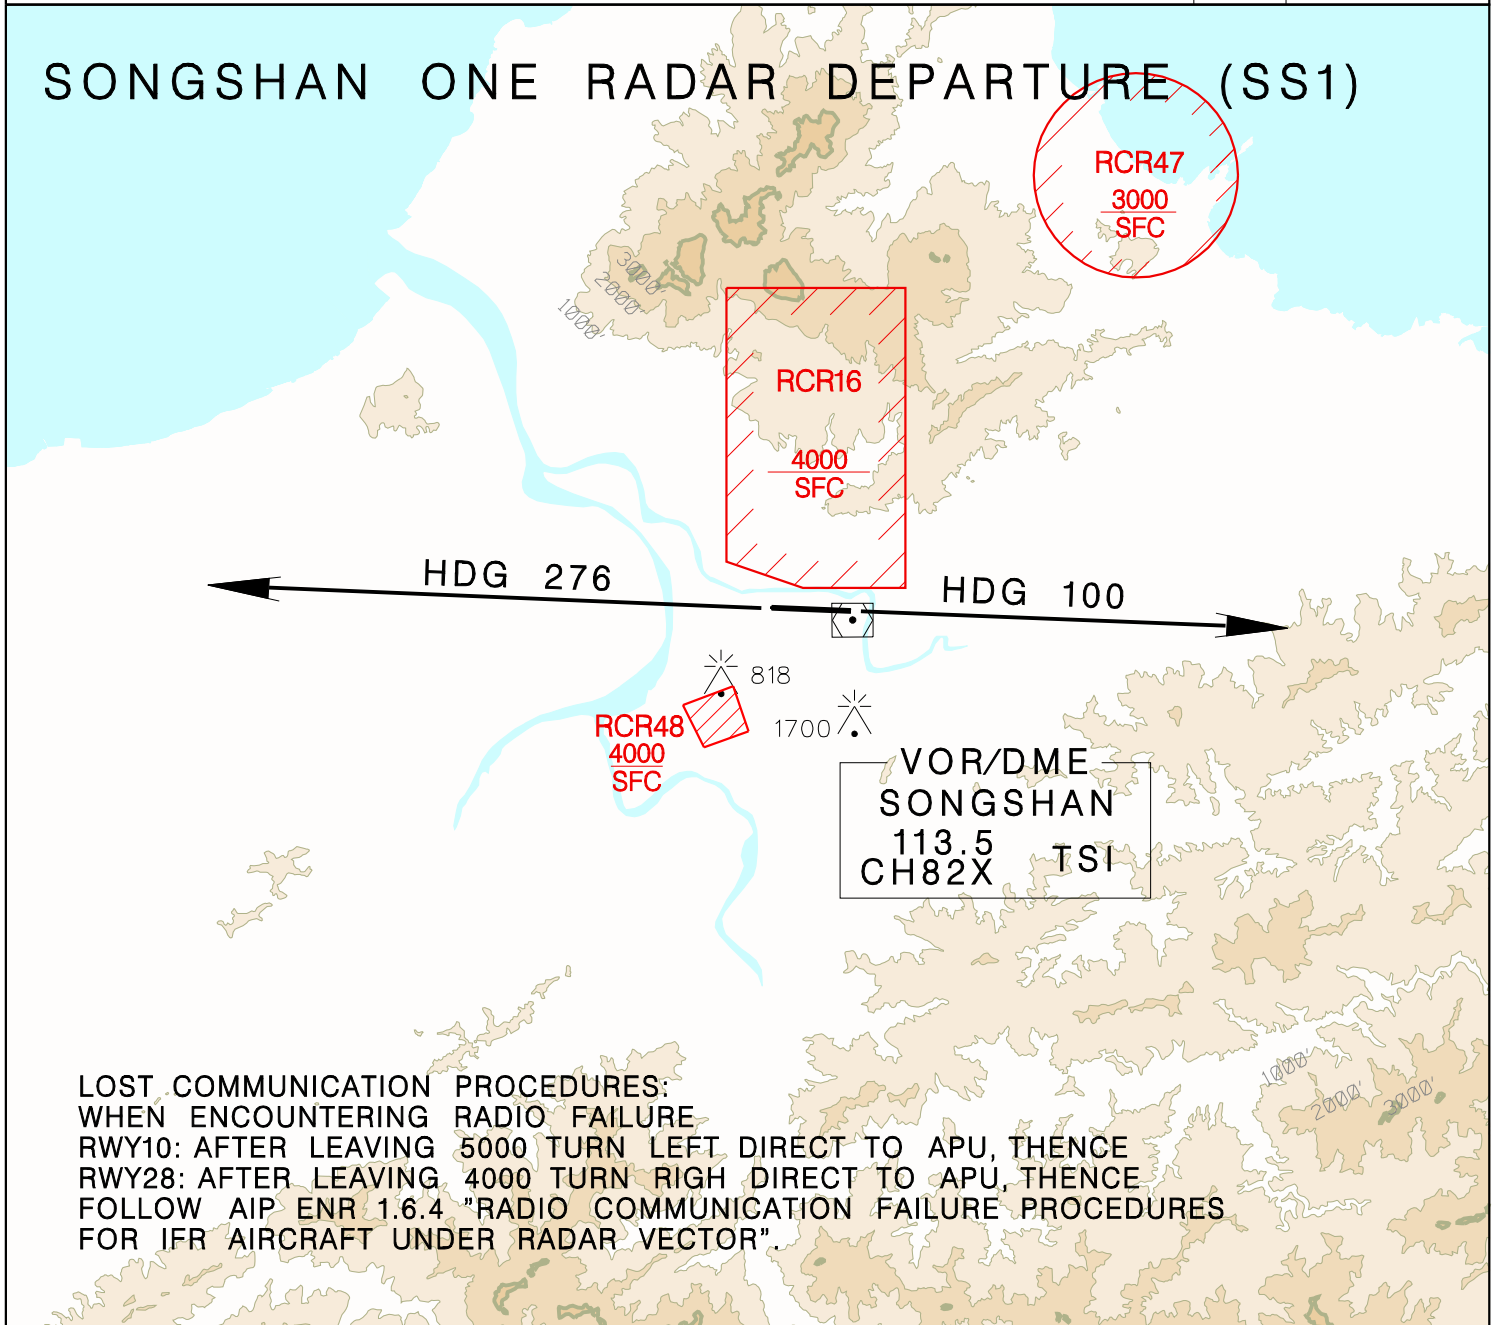 SONGSHAN ONE RADAR DEPARTURE (SS1)
RCR47
3000
SFC
3000'
2000'
1000'
RCR16
4000
SFC
HDG 276
HDG 100
818
1700
RCR48
4000
SFC
VOR/DME
SONGSHAN
113.5
CH82X TSI
1000'
2000'
3000'
LOST COMMUNICATION PROCEDURES:
WHEN ENCOUNTERING RADIO FAILURE
RWY10: AFTER LEAVING 5000 TURN LEFT DIRECT TO APU, THENCE
RWY28: AFTER LEAVING 4000 TURN RIGH DIRECT TO APU, THENCE
FOLLOW AIP ENR 1.6.4 "RADIO COMMUNICATION FAILURE PROCEDURES
FOR IFR AIRCRAFT UNDER RADAR VECTOR".